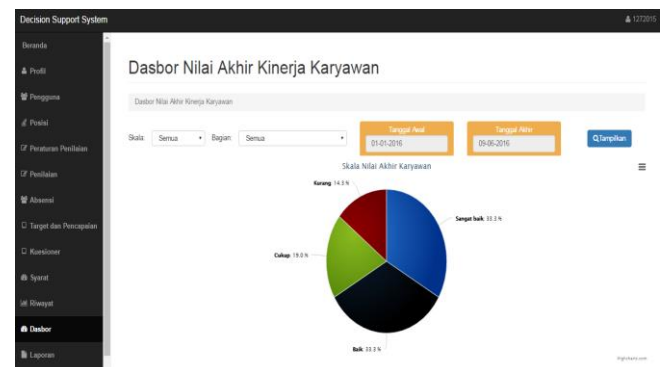 Decision Support System
1272015
Beranda
Profil
Pengguna
Posisi
Peraturan Penilaian
Penilaian
Absensi
Target dan Pencapaian
Kuesioner
Syarat
Riwayat
Dasbor
Laporan
Dasbor Nilai Akhir Kinerja Karyawan
Dasbor Nilai Akhir Kinerja Karyawan
Skala: Semua Bagian: Semua
Tanggal Awal
01-01-2016
Tanggal Akhir
09-06-2016
Tampilkan
Skala Nilai Akhir Karyawan
Kurang: 14.3 %
Sangat baik: 33.3 %
Cukup: 19.0 %
Baik: 33.3 %
Highcharts.com